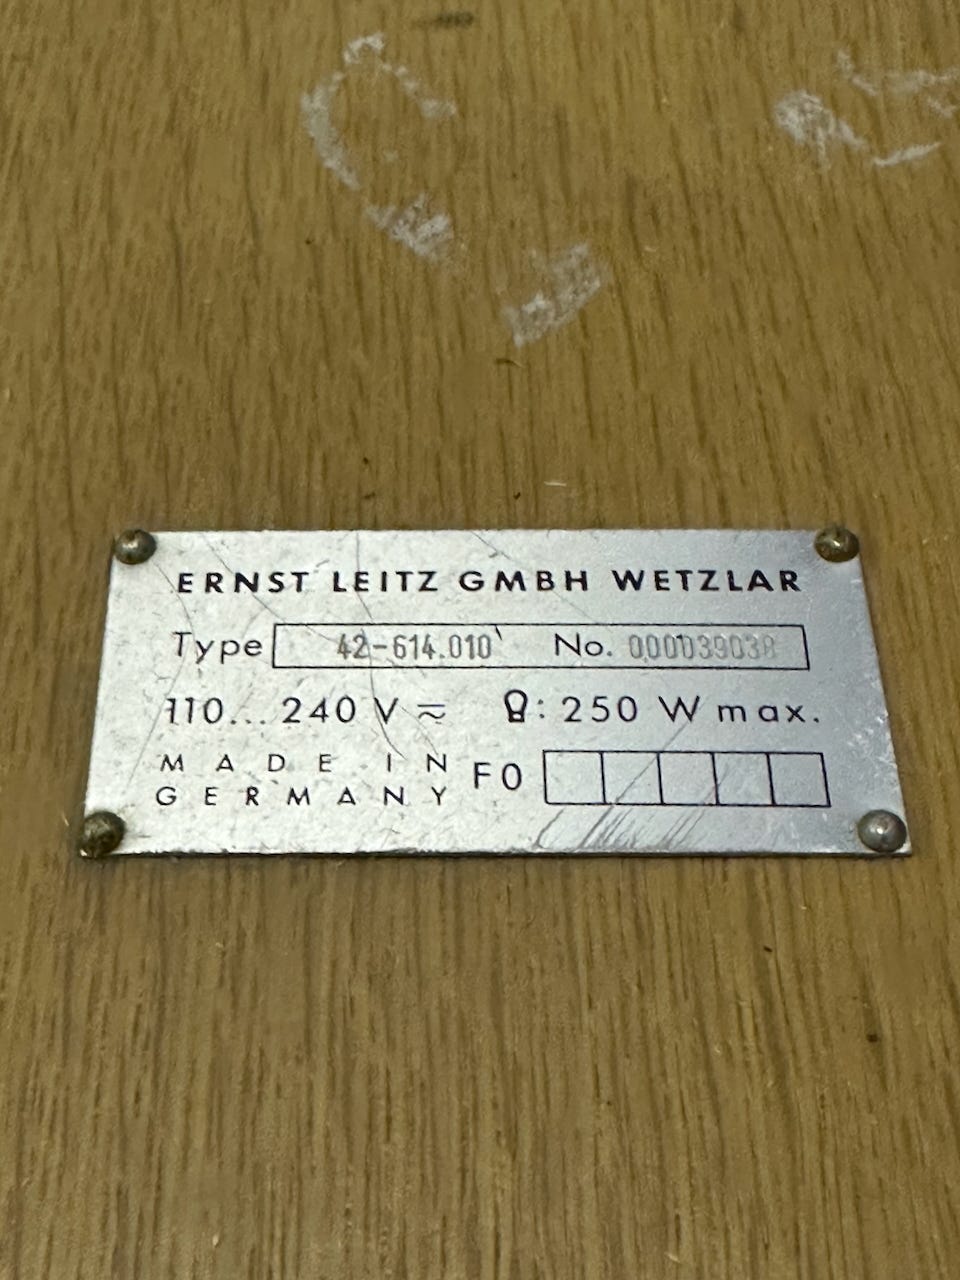 ERNST LEITZ GMBH WETZLAR
Type 42-614.010 No. 000039038
110...240 V ⎓ : 250 W max.
MADE IN
GERMANY F0